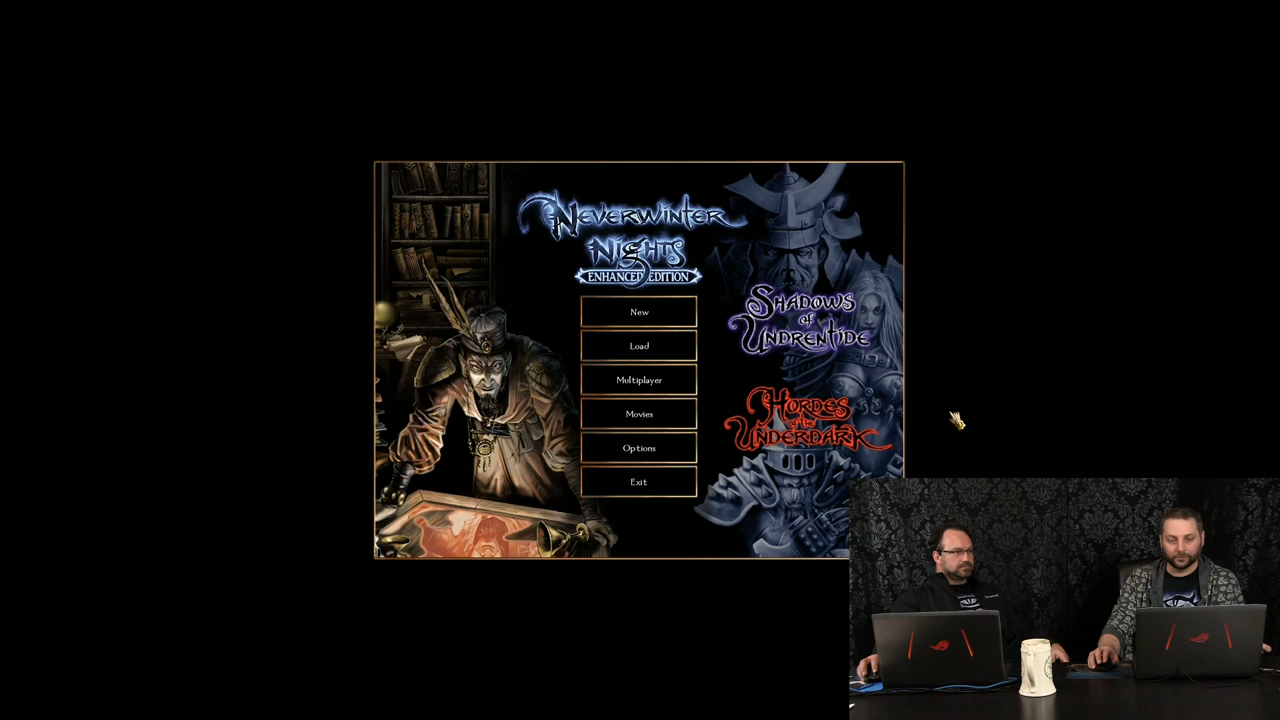 NEVERWINTER
NIGHTS
ENHANCED EDITION
New
Load
Multiplayer
Movies
Options
Exit
SHADOWS
OF
UNDRENTIDE
HORDES
OF THE
UNDERDARK